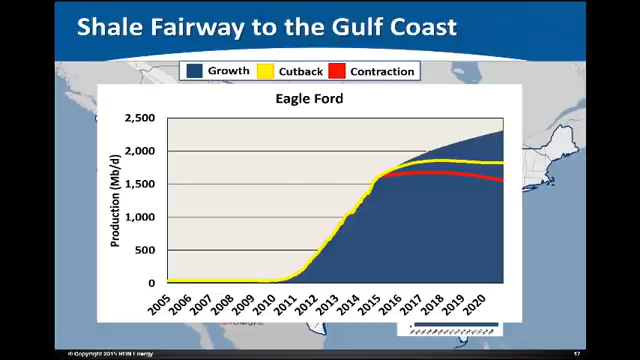 Shale Fairway to the Gulf Coast
Growth Cutback Contraction
Eagle Ford
Production (Mb/d)
2,500
2,000
1,500
1,000
500
0
2005 2006 2007 2008 2009 2010 2011 2012 2013 2014 2015 2016 2017 2018 2019 2020
17